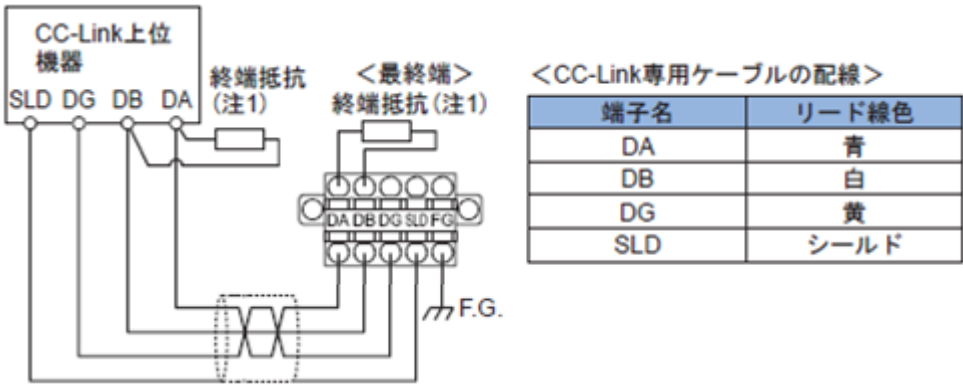 CC-Link上位
機器
SLD DG DB DA
終端抵抗
(注1)
＜最終端＞
終端抵抗(注1)
DA DB DG SLD FG
F.G.
＜CC-Link専用ケーブルの配線＞
端子名 リード線色
DA 青
DB 白
DG 黄
SLD シールド